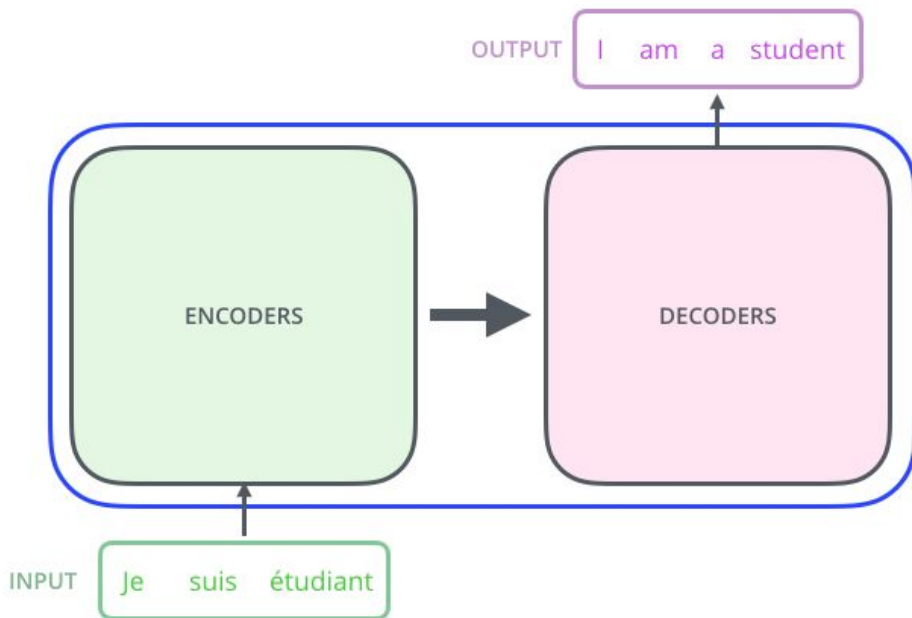 OUTPUT I am a student
ENCODERS DECODERS
INPUT Je suis étudiant